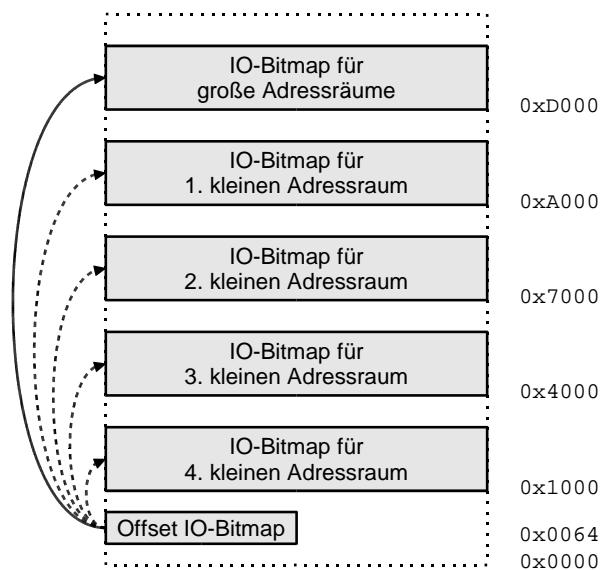 IO-Bitmap für
große Adressräume
0xD000
IO-Bitmap für
1. kleinen Adressraum
0xA000
IO-Bitmap für
2. kleinen Adressraum
0x7000
IO-Bitmap für
3. kleinen Adressraum
0x4000
IO-Bitmap für
4. kleinen Adressraum
0x1000
Offset IO-Bitmap
0x0064
0x0000